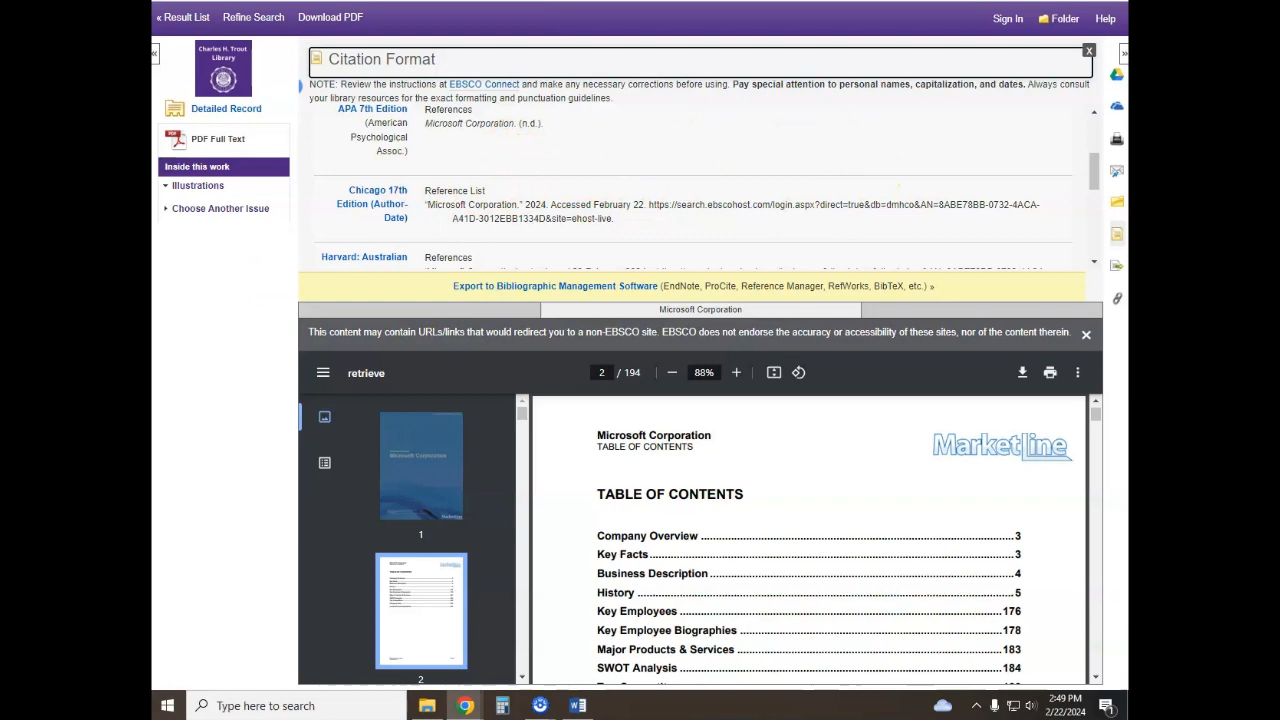 « Result List Refine Search Download PDF
Sign In Folder Help
« »
Charles H. Trout
Library
Detailed Record
PDF Full Text
Inside this work
Illustrations
Choose Another Issue
Citation Format X
NOTE: Review the instructions at EBSCO Connect and make any necessary corrections before using. Pay special attention to personal names, capitalization, and dates. Always consult
your library resources for the exact formatting and punctuation guidelines.
APA 7th Edition
(American
Psychological
Assoc.)
References
Microsoft Corporation. (n.d.).
Chicago 17th
Edition (Author-
Date)
Reference List
“Microsoft Corporation.” 2024. Accessed February 22. https://search.ebscohost.com/login.aspx?direct=true&db=dmhco&AN=8ABE78BB-0732-4ACA-
A41D-3012EBB1334D&site=ehost-live.
Harvard: Australian
References
Export to Bibliographic Management Software (EndNote, ProCite, Reference Manager, RefWorks, BibTeX, etc.) »
Microsoft Corporation
This content may contain URLs/links that would redirect you to a non-EBSCO site. EBSCO does not endorse the accuracy or accessibility of these sites, nor of the content therein.
retrieve 2 / 194 88%
Microsoft Corporation
1
2
Microsoft Corporation
TABLE OF CONTENTS
MarketLine
TABLE OF CONTENTS
Company Overview ........................................................................ 3
Key Facts ........................................................................ 3
Business Description ........................................................................ 4
History ........................................................................ 5
Key Employees ........................................................................ 176
Key Employee Biographies ........................................................................ 178
Major Products & Services ........................................................................ 183
SWOT Analysis ........................................................................ 184
Type here to search
2:49 PM
2/22/2024
1